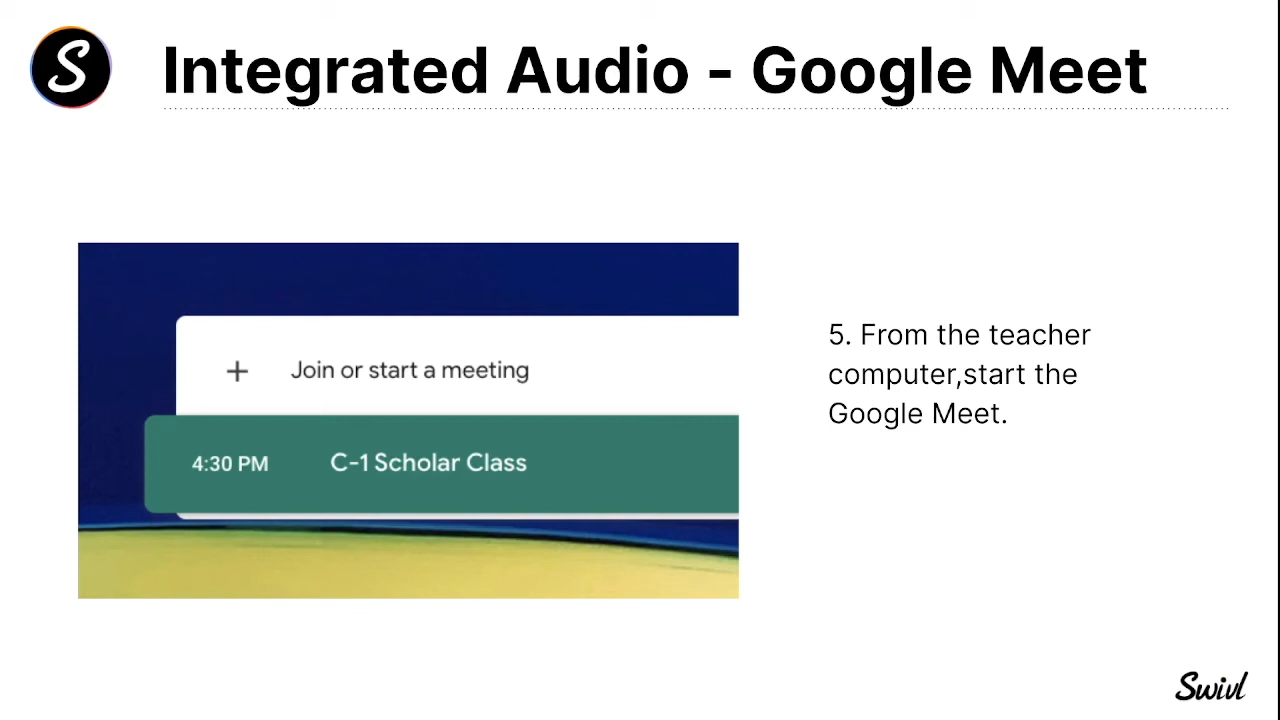 S
Integrated Audio - Google Meet
+ Join or start a meeting
4:30 PM C-1 Scholar Class
5. From the teacher
computer,start the
Google Meet.
Swivl